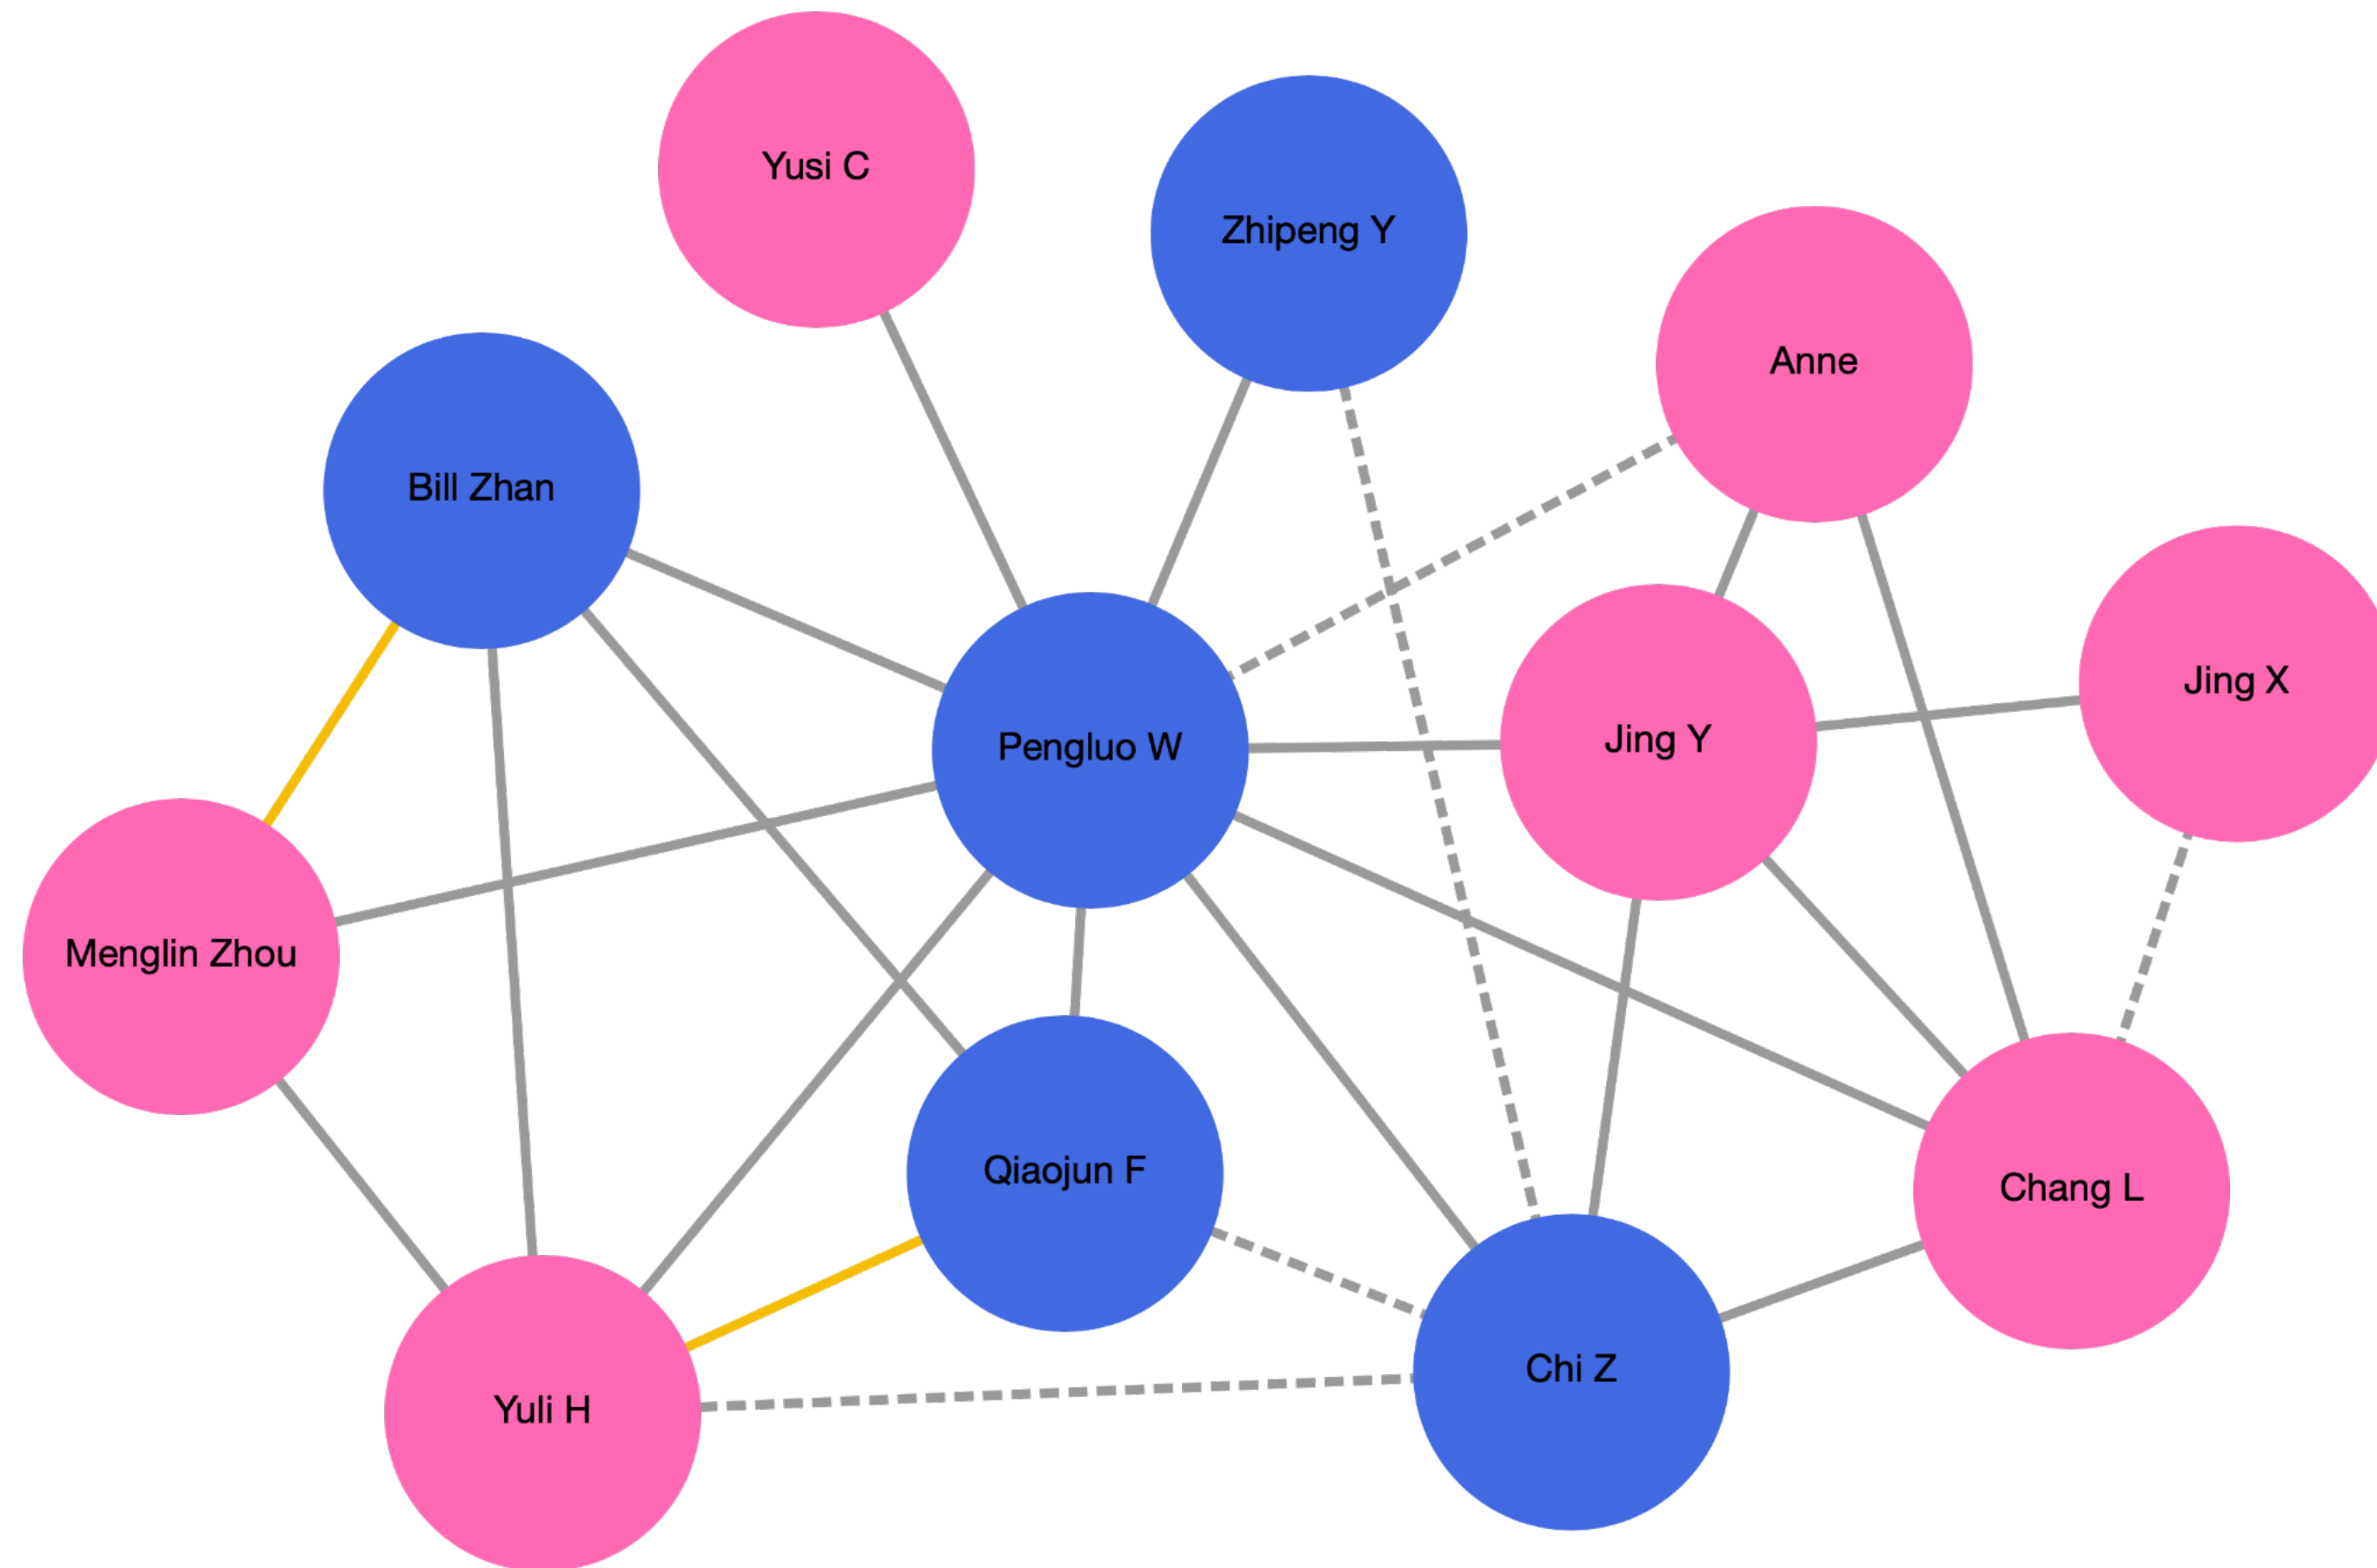 Yusi C
Zhipeng Y
Anne
Bill Zhan
Jing X
Pengluo W
Jing Y
Menglin Zhou
Qiaojun F
Chang L
Chi Z
Yuli H